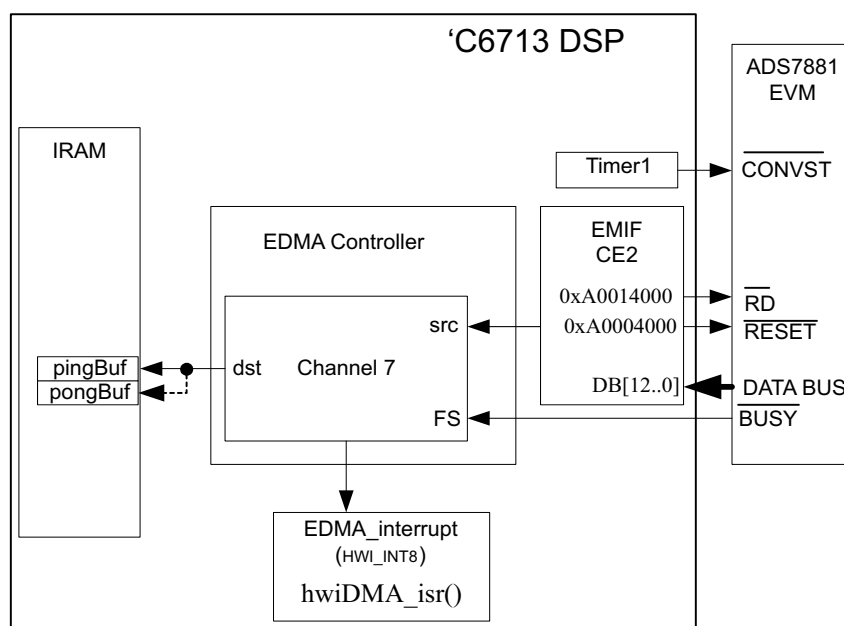 ‘C6713 DSP
ADS7881
EVM
IRAM
Timer1
CONVST
EDMA Controller
EMIF
CE2
0xA0014000
RD
src
0xA0004000
RESET
pingBuf
dst
Channel 7
pongBuf
DB[12..0]
DATA BUS
FS
BUSY
EDMA_interrupt
(HWI_INT8)
hwiDMA_isr()